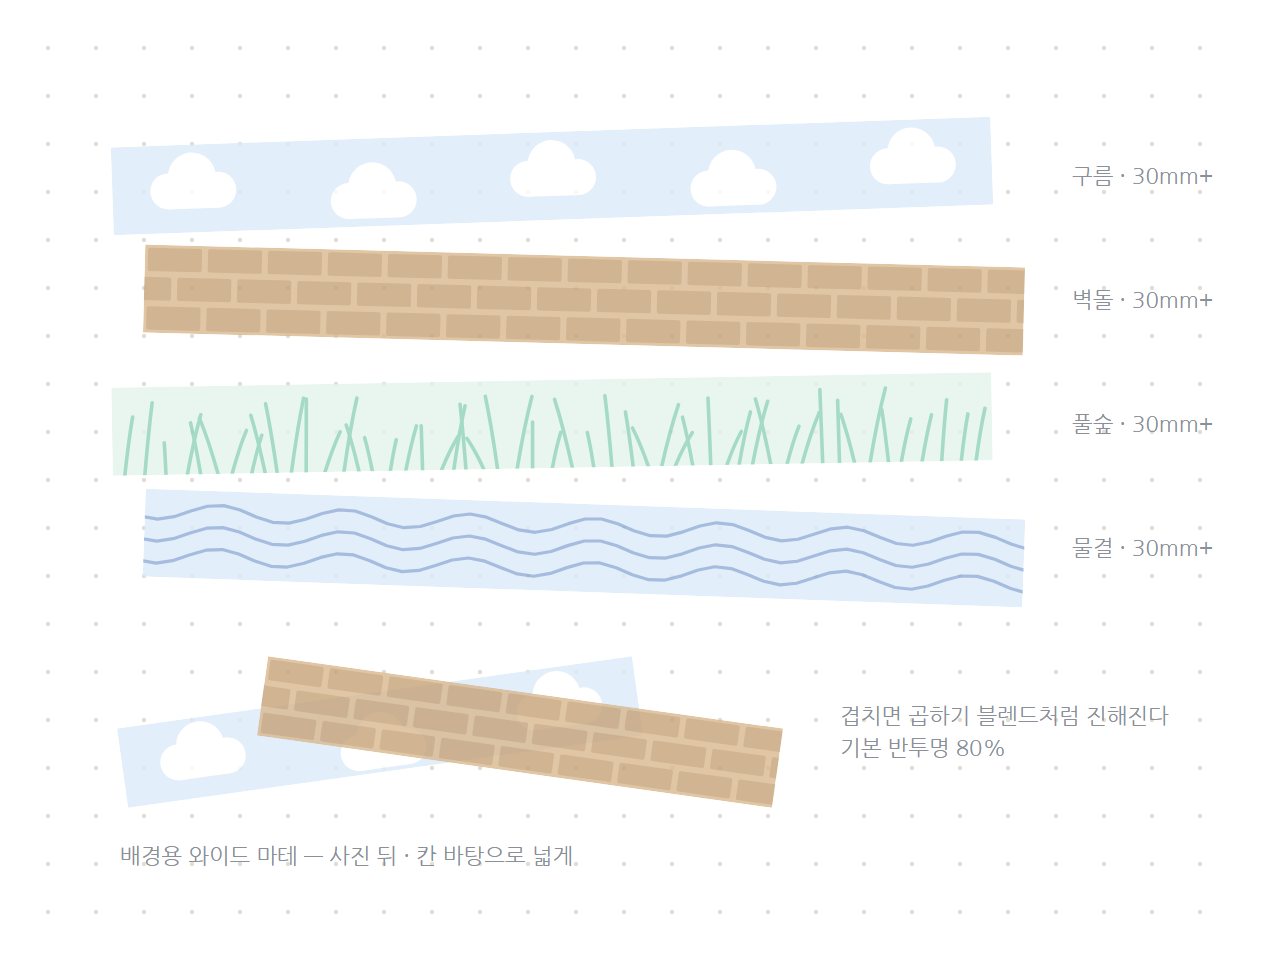 구름 · 30mm+
벽돌 · 30mm+
풀숲 · 30mm+
물결 · 30mm+
겹치면 곱하기 블렌드처럼 진해진다
기본 반투명 80%
배경용 와이드 마테 — 사진 뒤 · 칸 바탕으로 넓게